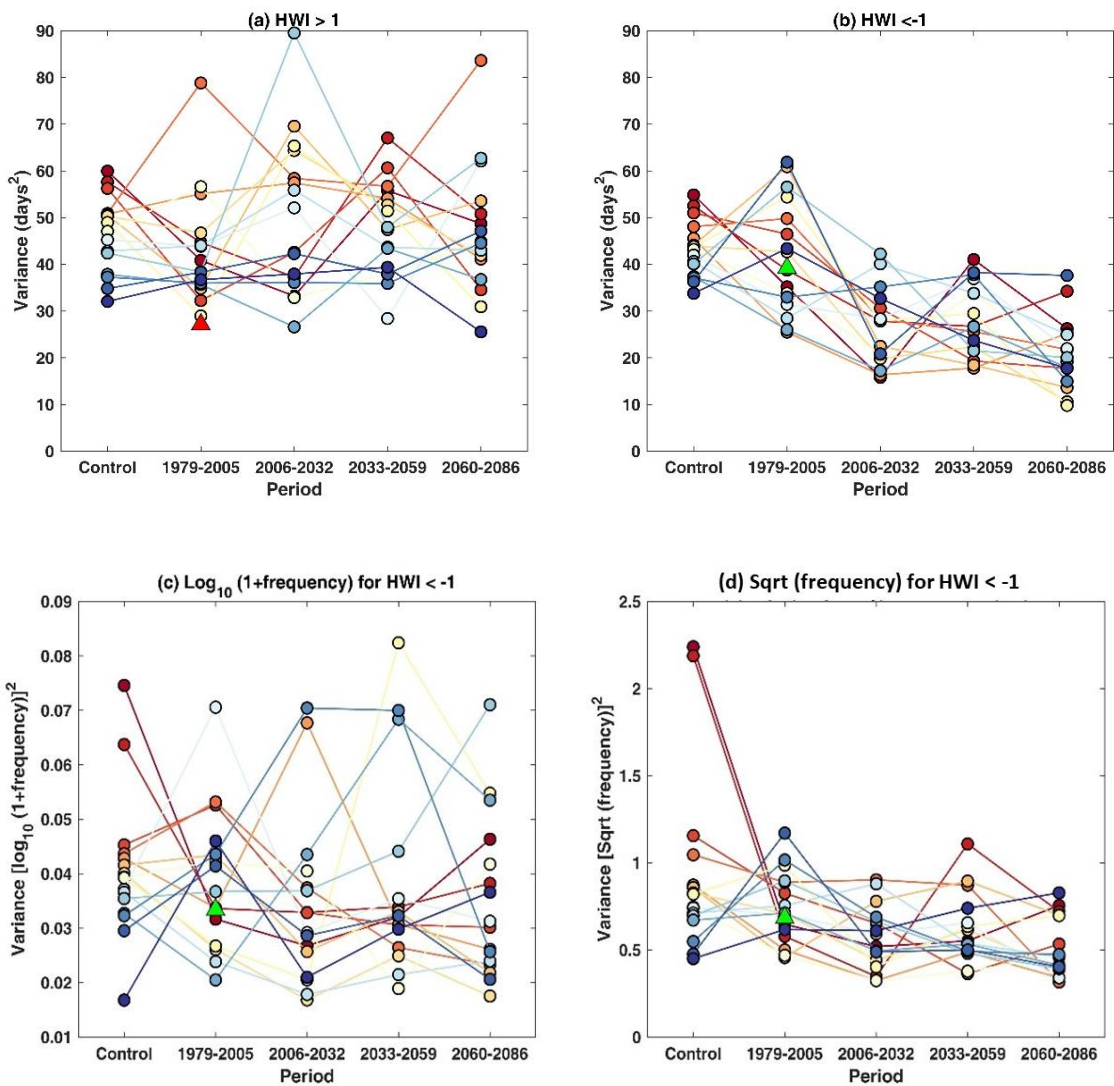 (a) HWI > 1
90
80
70
60
50
40
30
20
10
0
Variance (days²)
Control 1979-2005 2006-2032 2033-2059 2060-2086
Period
(b) HWI <-1
90
80
70
60
50
40
30
20
10
0
Variance (days²)
Control 1979-2005 2006-2032 2033-2059 2060-2086
Period
(c) Log₁₀ (1+frequency) for HWI < -1
0.09
0.08
0.07
0.06
0.05
0.04
0.03
0.02
0.01
Variance [log₁₀ (1+frequency)]²
Control 1979-2005 2006-2032 2033-2059 2060-2086
Period
(d) Sqrt (frequency) for HWI < -1
2.5
2
1.5
1
0.5
0
Variance [Sqrt (frequency)]²
Control 1979-2005 2006-2032 2033-2059 2060-2086
Period